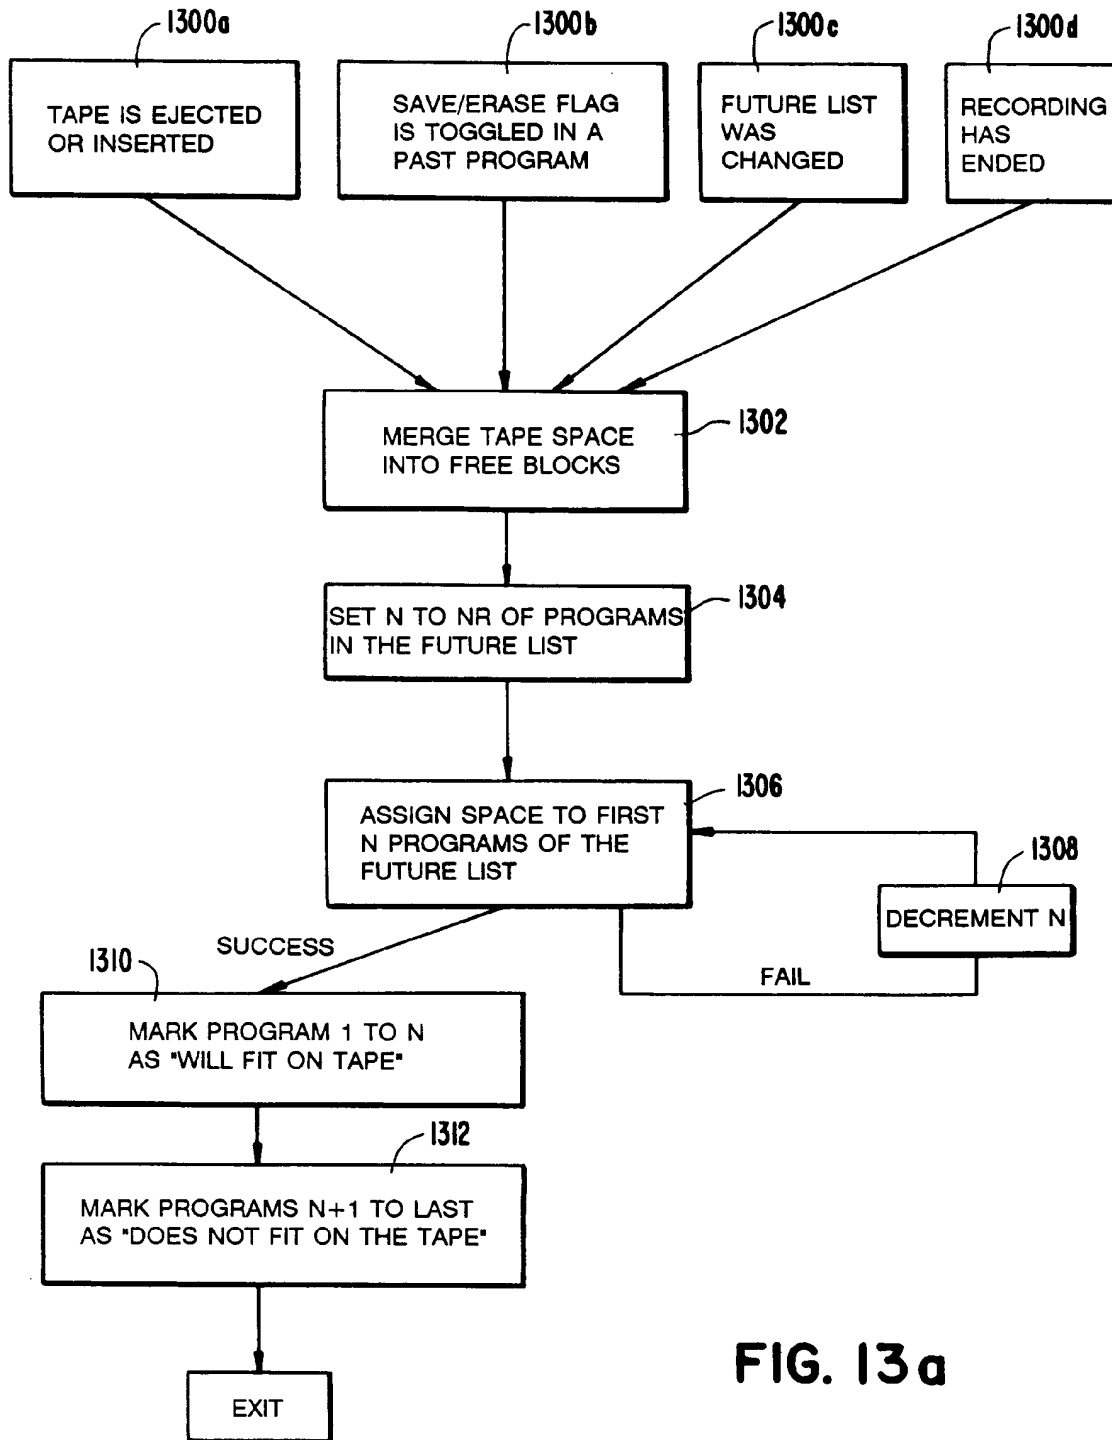 1300a
1300b
1300c
1300d
TAPE IS EJECTED
OR INSERTED
SAVE/ERASE FLAG
IS TOGGLED IN A
PAST PROGRAM
FUTURE LIST
WAS
CHANGED
RECORDING
HAS
ENDED
1302
MERGE TAPE SPACE
INTO FREE BLOCKS
1304
SET N TO NR OF PROGRAMS
IN THE FUTURE LIST
1306
ASSIGN SPACE TO FIRST
N PROGRAMS OF THE
FUTURE LIST
1308
DECREMENT N
SUCCESS
FAIL
1310
MARK PROGRAM 1 TO N
AS "WILL FIT ON TAPE"
1312
MARK PROGRAMS N+1 TO LAST
AS "DOES NOT FIT ON THE TAPE"
EXIT
FIG. 13a